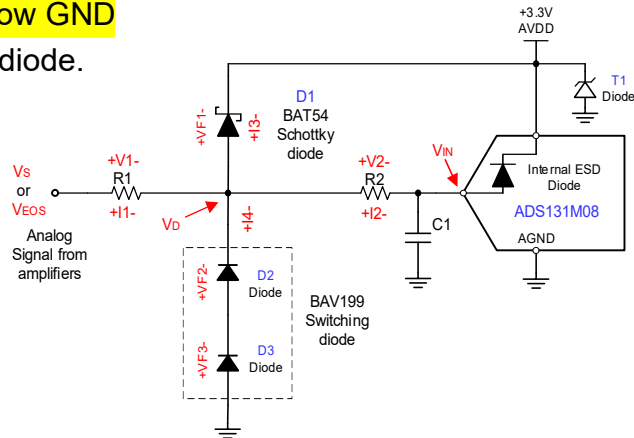 ow GND
diode.
+3.3V
AVDD
T1
Diode
D1
BAT54
Schottky
diode
+VF1-
+I3-
VS
or
VEOS
Analog
Signal from
amplifiers
+V1-
R1
+I1-
VD
+I4-
+V2-
R2
+I2-
C1
VIN
Internal ESD
Diode
ADS131M08
AGND
+VF2-
D2
Diode
+VF3-
D3
Diode
BAV199
Switching
diode